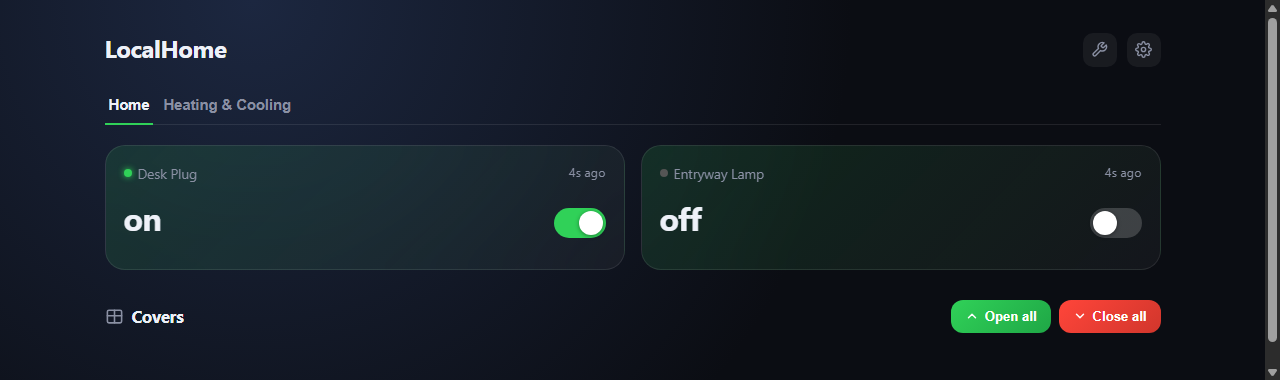 LocalHome
Home Heating & Cooling
Desk Plug 4s ago
on
Entryway Lamp 4s ago
off
Covers Open all Close all